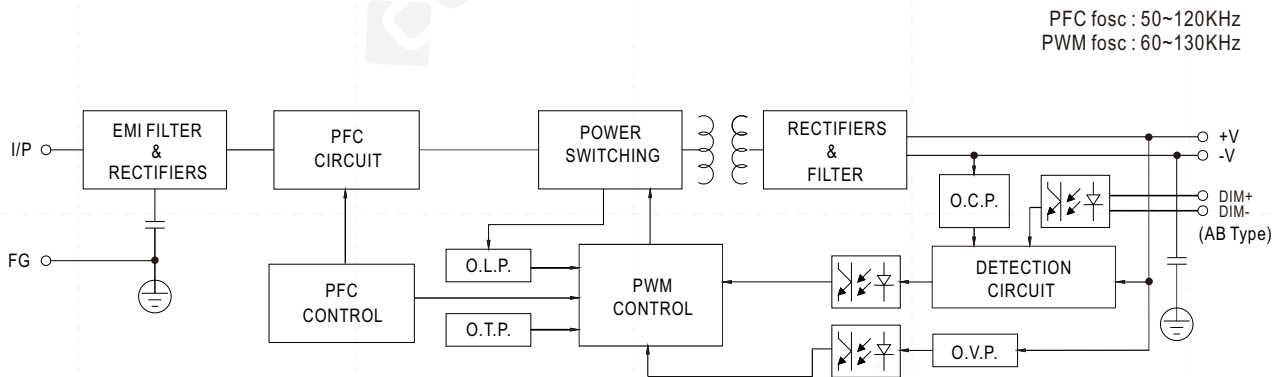 PFC fosc : 50~120KHz
PWM fosc : 60~130KHz
I/P
EMI FILTER
&
RECTIFIERS
PFC
CIRCUIT
POWER
SWITCHING
RECTIFIERS
&
FILTER
+V
-V
O.C.P.
DIM+
DIM-
(AB Type)
FG
PFC
CONTROL
O.L.P.
O.T.P.
PWM
CONTROL
DETECTION
CIRCUIT
O.V.P.